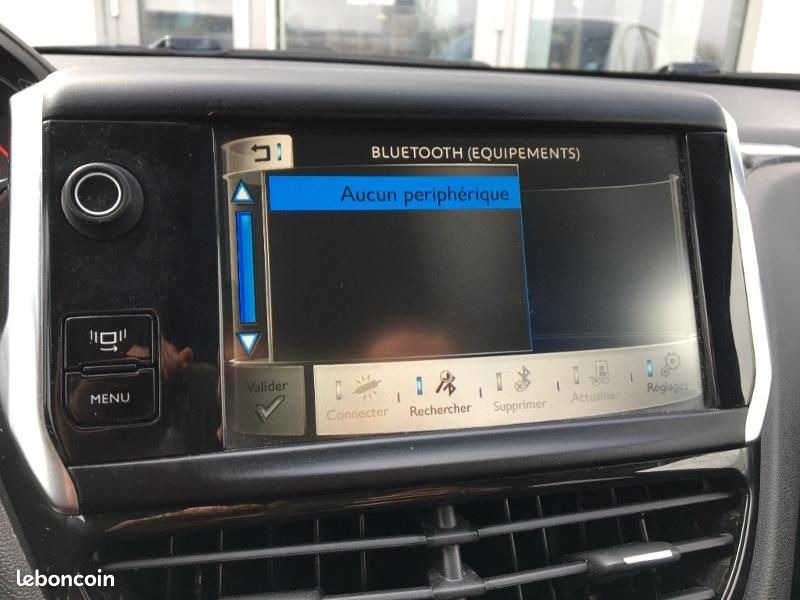 BLUETOOTH (EQUIPEMENTS)
Aucun periphérique
MENU
Valider
Connecter
Rechercher
Supprimer
Actualiser
Réglages
leboncoin